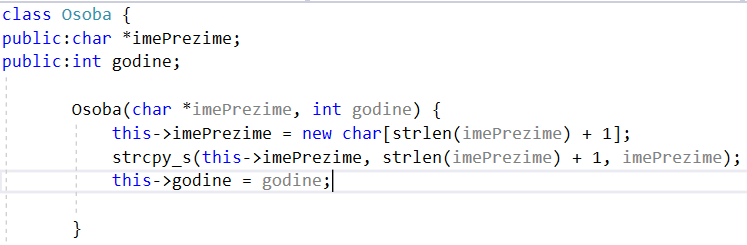 class Osoba {
public:char *imePrezime;
public:int godine;
Osoba(char *imePrezime, int godine) {
this->imePrezime = new char[strlen(imePrezime) + 1];
strcpy_s(this->imePrezime, strlen(imePrezime) + 1, imePrezime);
this->godine = godine;
}